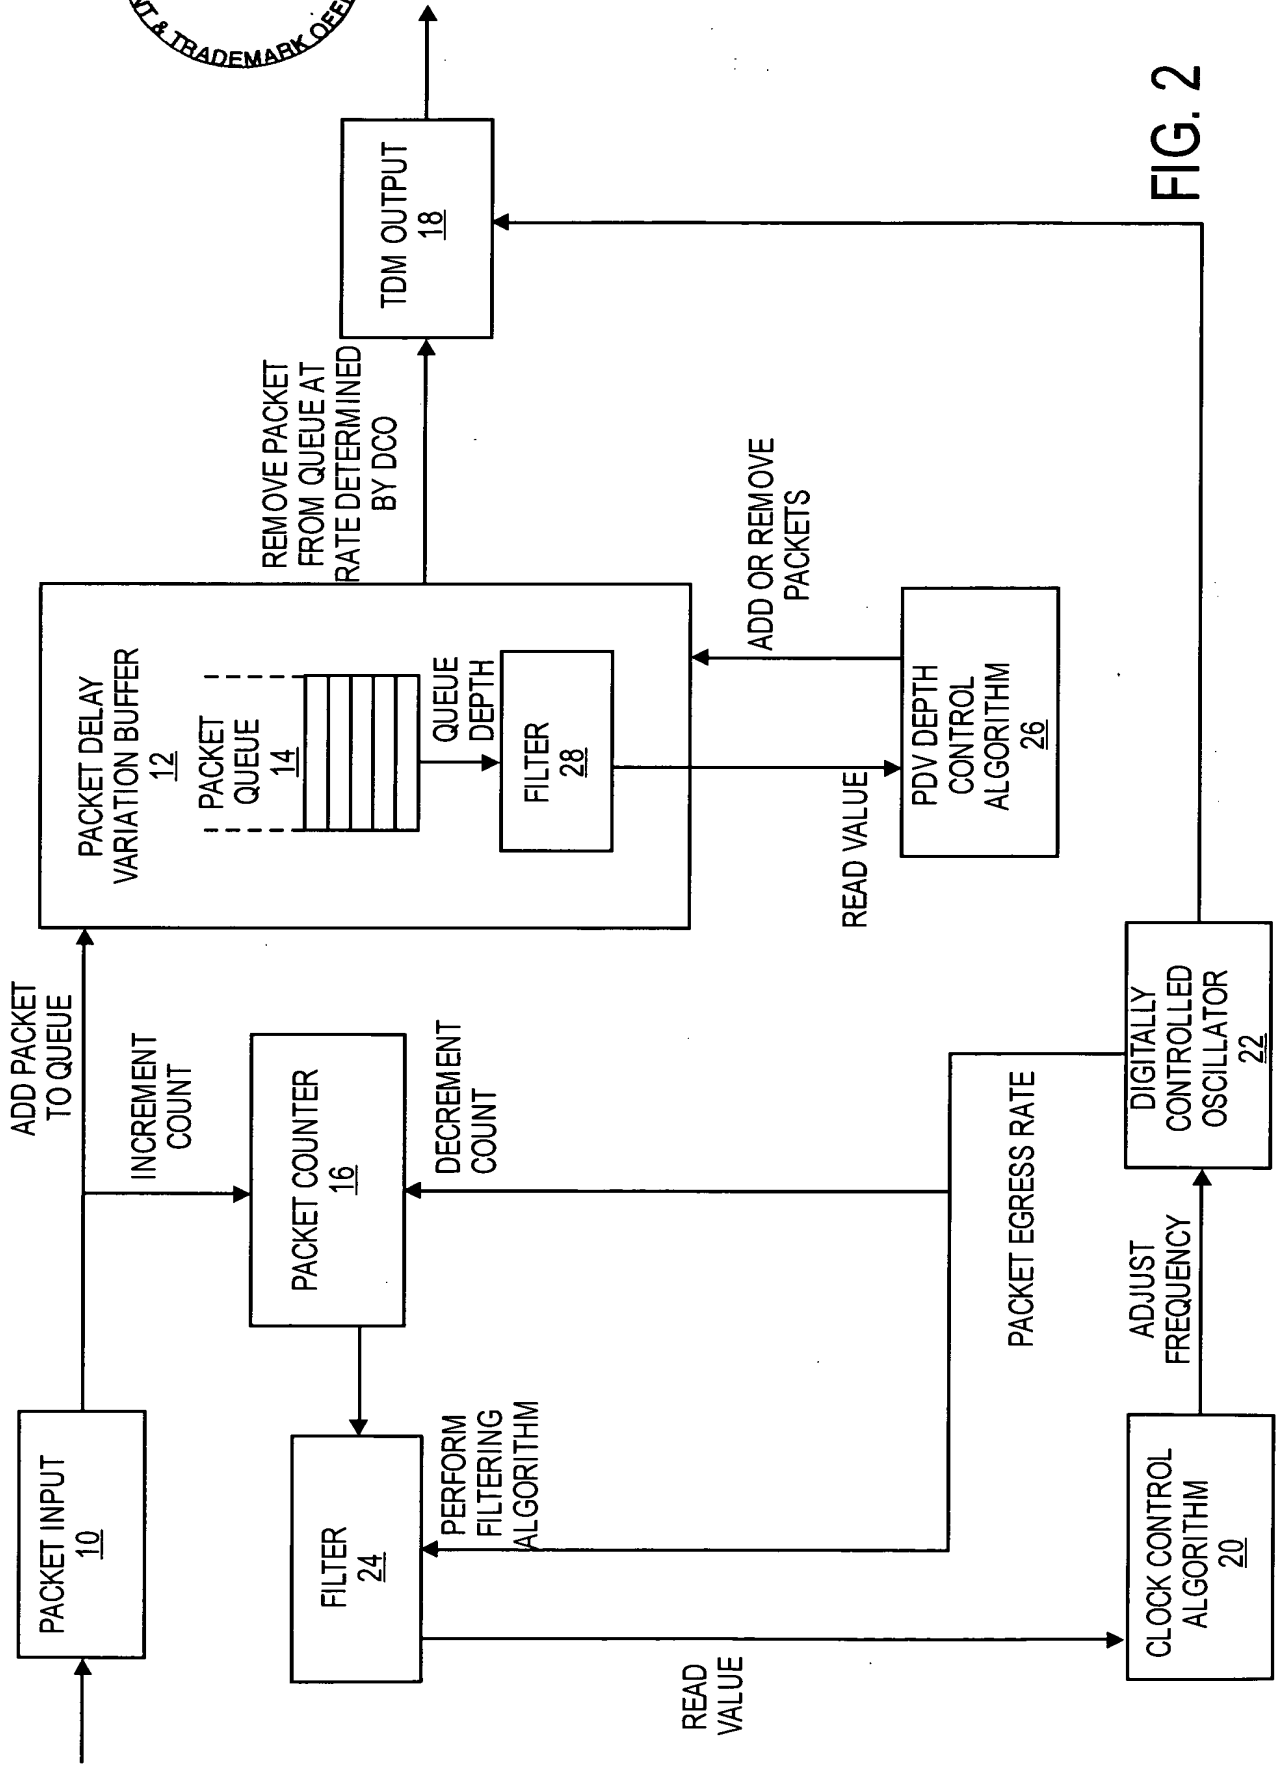 NT & TRADEMARK OFFI
PACKET INPUT
10
ADD PACKET
TO QUEUE
INCREMENT
COUNT
PACKET COUNTER
16
DECREMENT
COUNT
FILTER
24
PERFORM
FILTERING
ALGORITHM
READ
VALUE
CLOCK CONTROL
ALGORITHM
20
ADJUST
FREQUENCY
PACKET EGRESS RATE
DIGITALLY
CONTROLLED
OSCILLATOR
22
PACKET DELAY
VARIATION BUFFER
12
PACKET
QUEUE
14
QUEUE
DEPTH
FILTER
28
READ VALUE
PDV DEPTH
CONTROL
ALGORITHM
26
ADD OR REMOVE
PACKETS
REMOVE PACKET
FROM QUEUE AT
RATE DETERMINED
BY DCO
TDM OUTPUT
18
FIG. 2